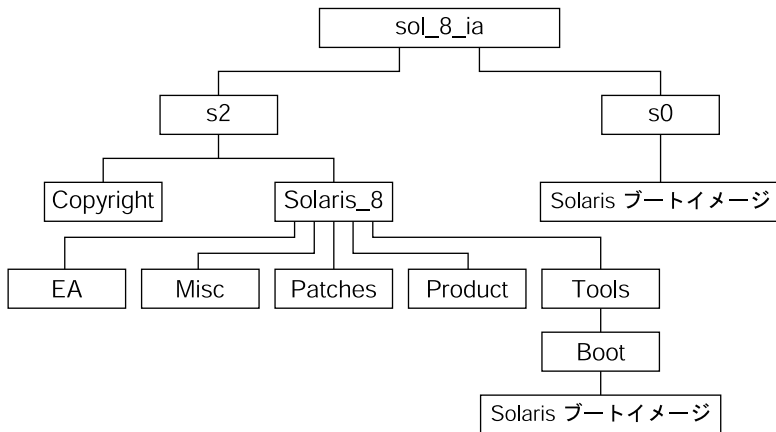 sol_8_ia
s2
s0
Copyright
Solaris_8
Solaris ブートイメージ
EA
Misc
Patches
Product
Tools
Boot
Solaris ブートイメージ